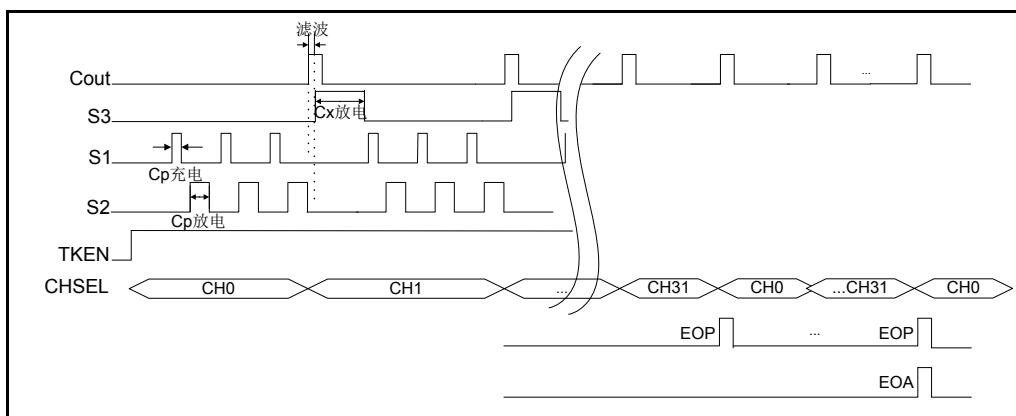 滤波
Cout
...
S3
Cx放电
S1
Cp充电
S2
Cp放电
TKEN
CHSEL
CH0
CH1
...
CH31
CH0
...CH31
CH0
EOP
...
EOP
EOA